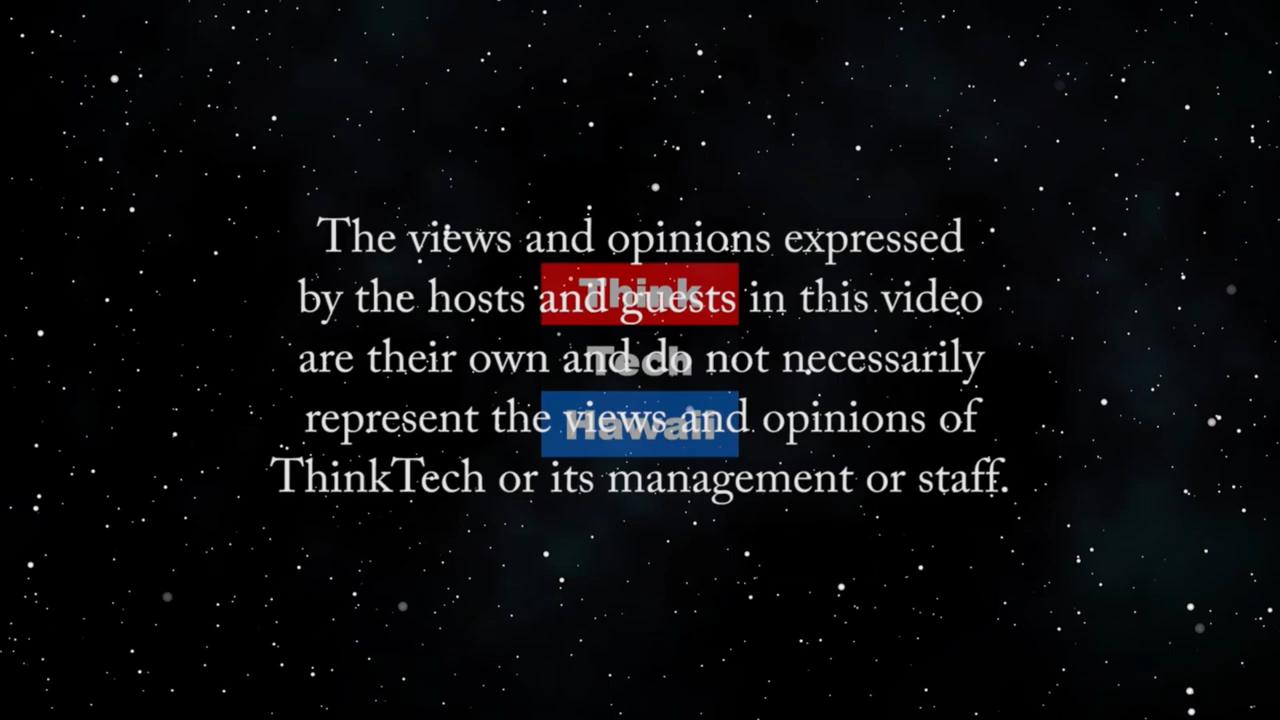 The views and opinions expressed
by the hosts and guests in this video
are their own and do not necessarily
represent the views and opinions of
ThinkTech or its management or staff.
Think
Tech
Hawaii